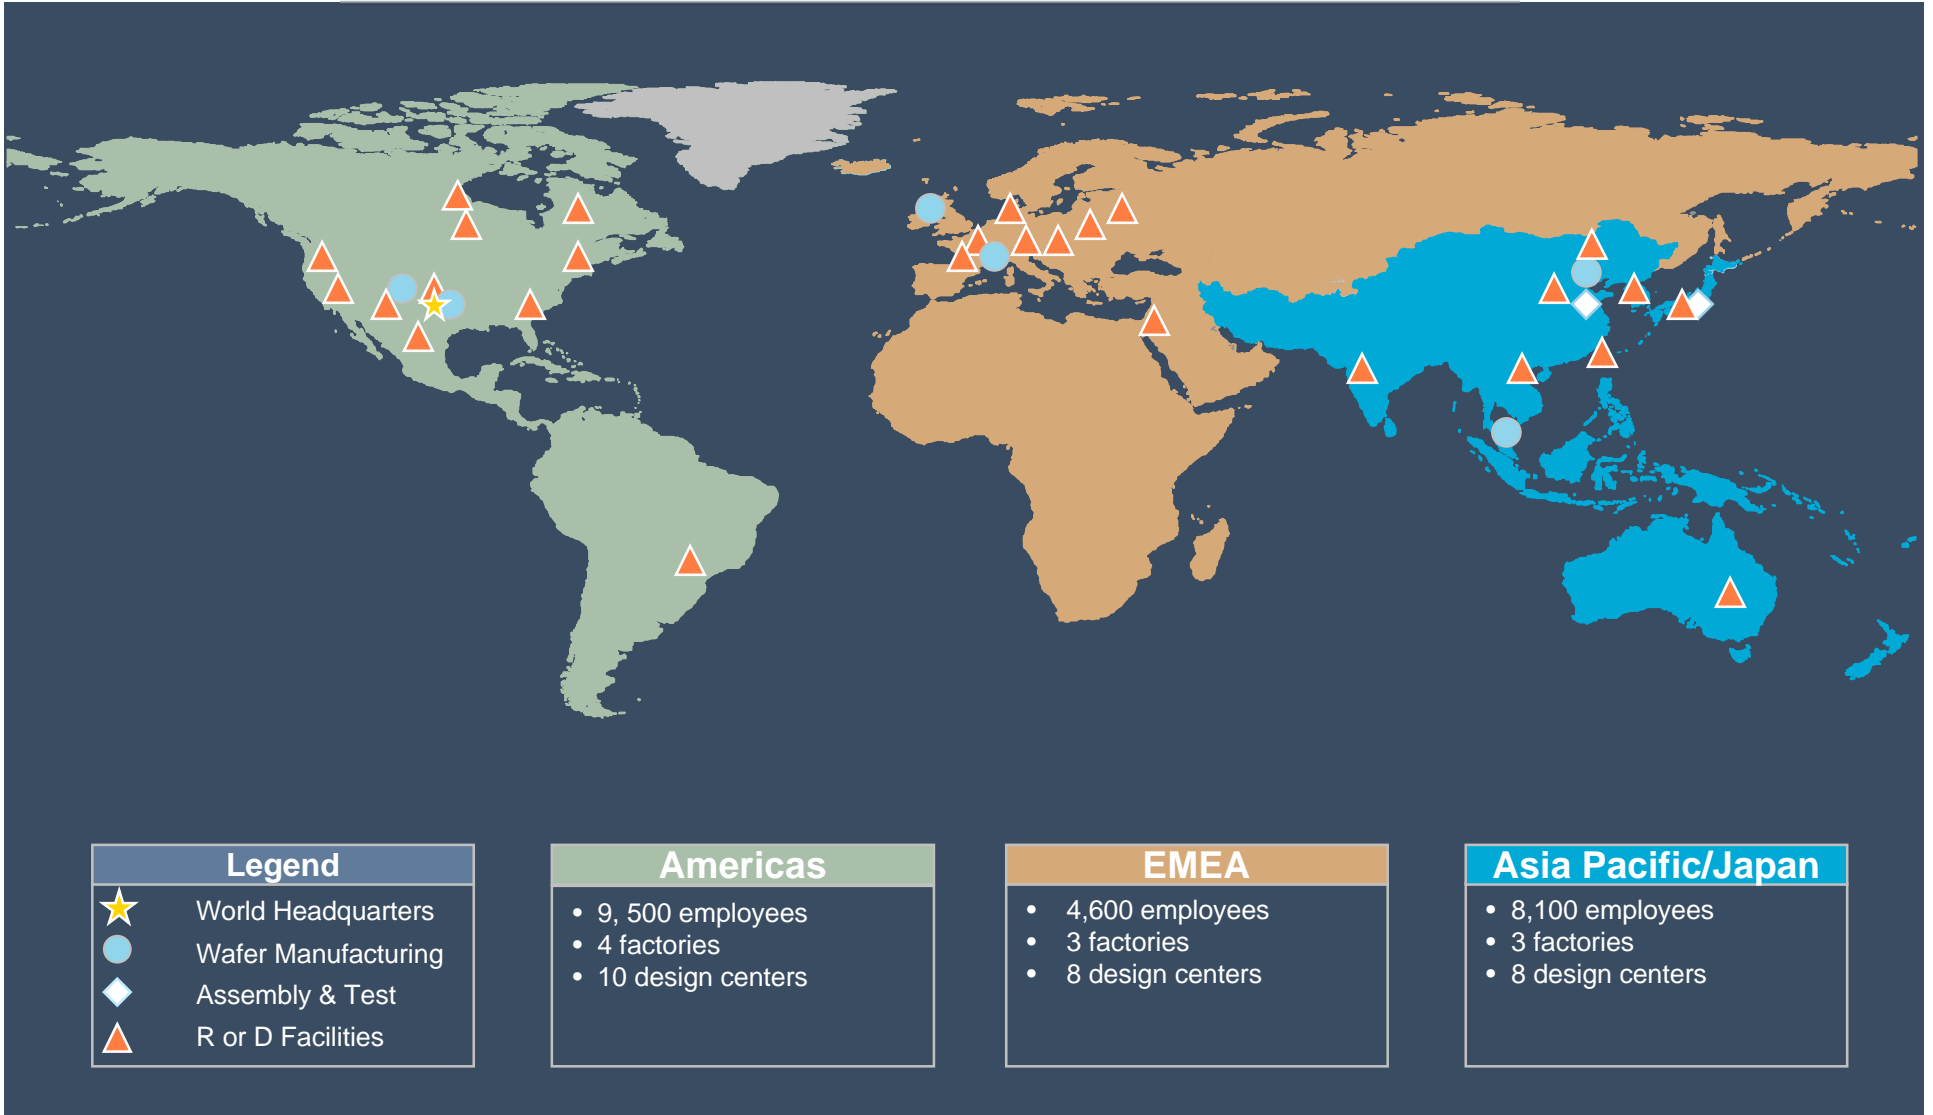 Legend
World Headquarters
Wafer Manufacturing
Assembly & Test
R or D Facilities
Americas
• 9, 500 employees
• 4 factories
• 10 design centers
EMEA
• 4,600 employees
• 3 factories
• 8 design centers
Asia Pacific/Japan
• 8,100 employees
• 3 factories
• 8 design centers